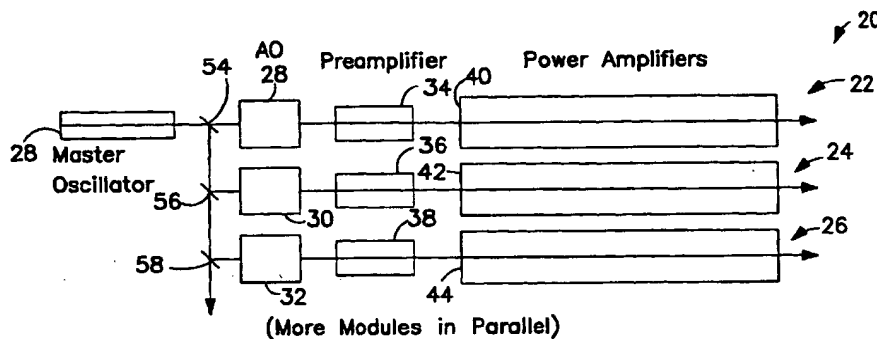 20
AO
28
Preamplifier
Power Amplifiers
54
34
40
22
28
Master
Oscillator
36
42
24
56
30
38
26
58
32
44
(More Modules in Parallel)